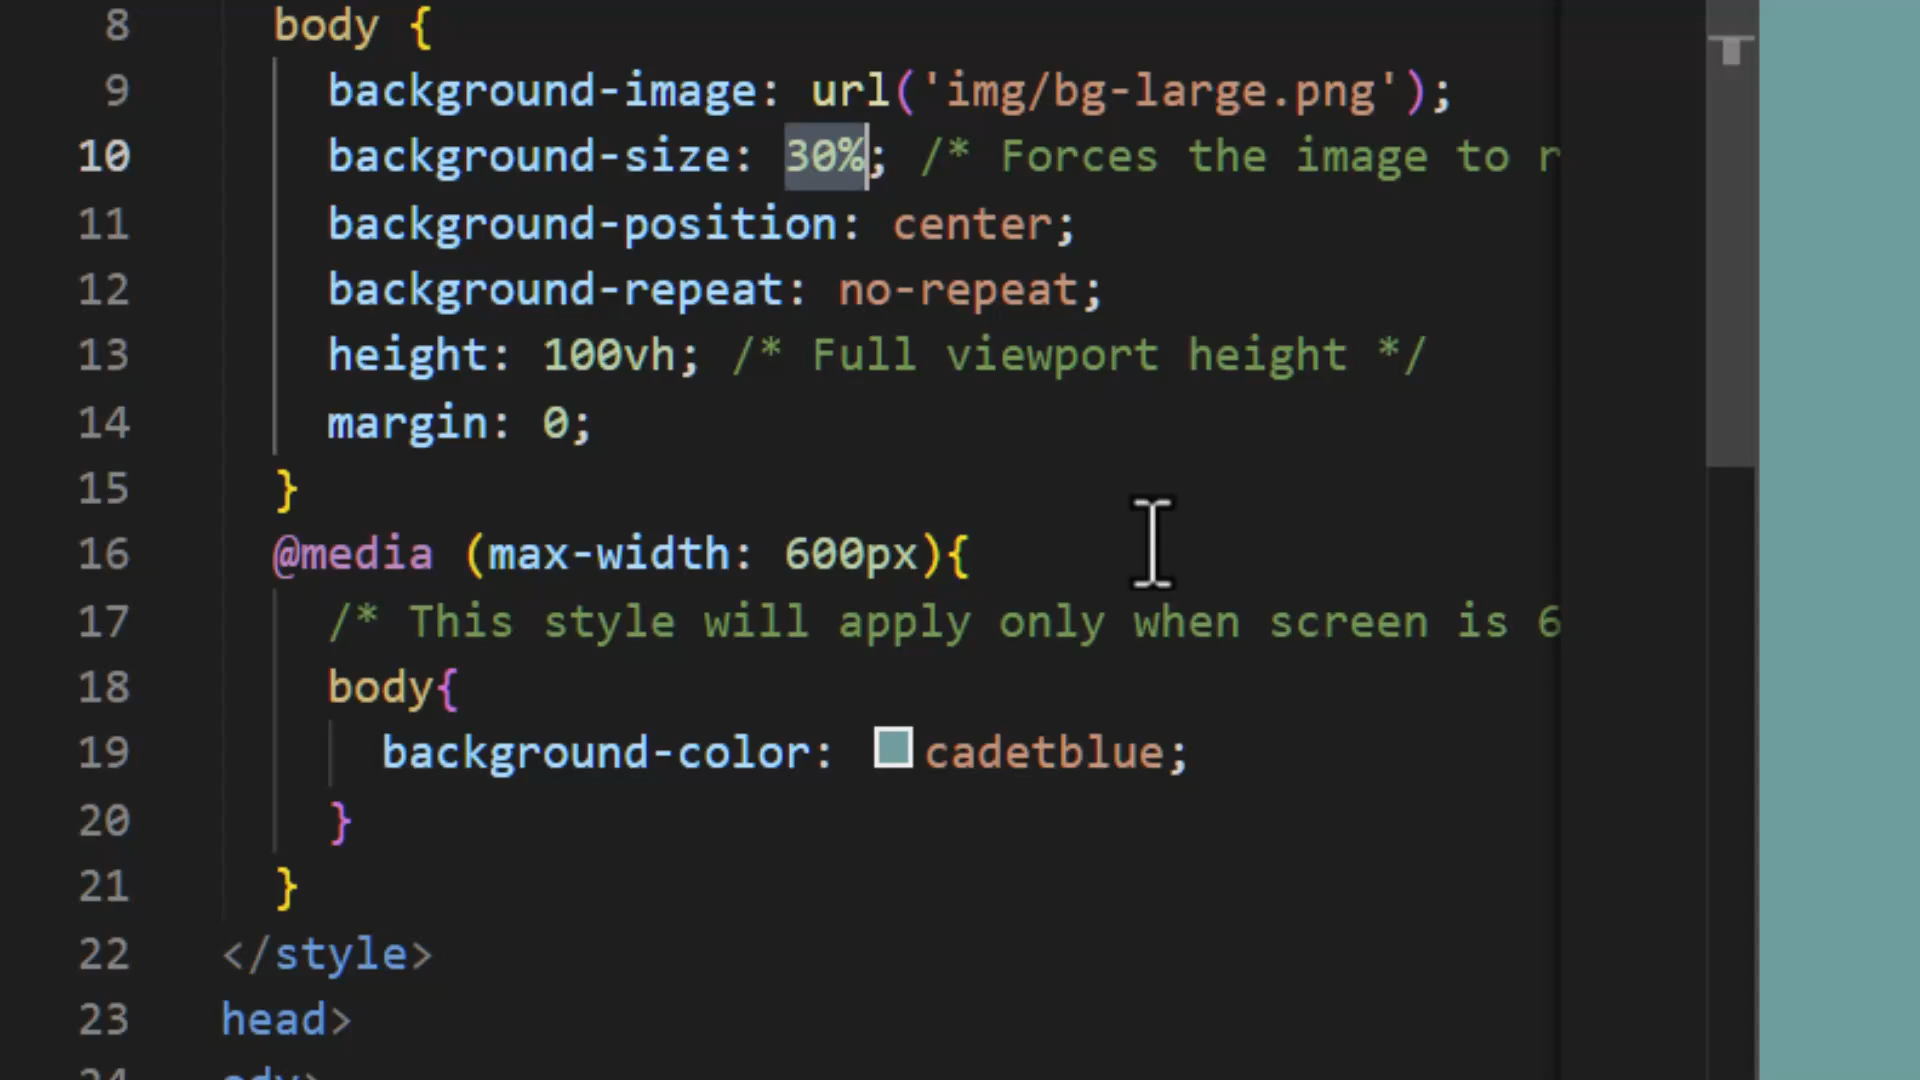 8 body {
9 background-image: url('img/bg-large.png');
10 background-size: 30%; /* Forces the image to r
11 background-position: center;
12 background-repeat: no-repeat;
13 height: 100vh; /* Full viewport height */
14 margin: 0;
15 }
16 @media (max-width: 600px){
17 /* This style will apply only when screen is 6
18 body{
19 background-color: cadetblue;
20 }
21 }
22 </style>
23 head>
24 ody>